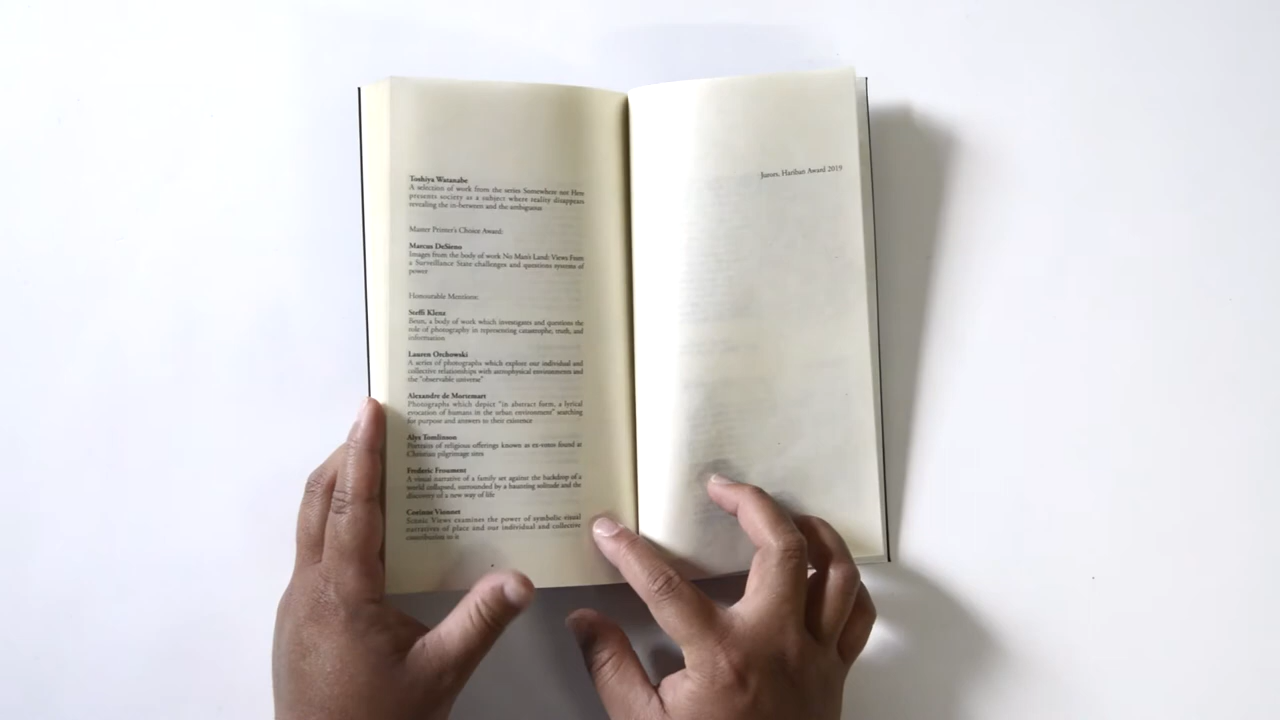 Toshiya Watanabe
A selection of work from the series Somewhere not Here
presents society as a subject where reality disappears
revealing the in-between and the ambiguous
Master Printer's Choice Award:
Marcus DeSieno
Images from the body of work No Man's Land: Views From
a Surveillance State challenges and questions systems of
power
Honourable Mentions:
Steffi Klenz
a body of work which investigates and questions the
role of photography in representing catastrophe, truth, and
information
Lauren Orchowski
A series of photographs which explore our individual and
collective relationships with astrophysical environments and
the "observable universe"
Alexandre de Mortemart
Photographs which depict "in abstract form, a lyrical
evocation of humans in the urban environment" searching
for purpose and answers to their existence
Alys Tomlinson
Portraits of religious offerings known as ex-votos found at
Christian pilgrimage sites
Frederic Froument
A visual narrative of a family set against the backdrop of a
world collapsed, surrounded by a haunting solitude and the
discovery of a new way of life
Corinne Vionnet
Scenic Views examines the power of symbolic visual
narratives of place and our individual and collective
contribution to it
Jurors, Hariban Award 2019